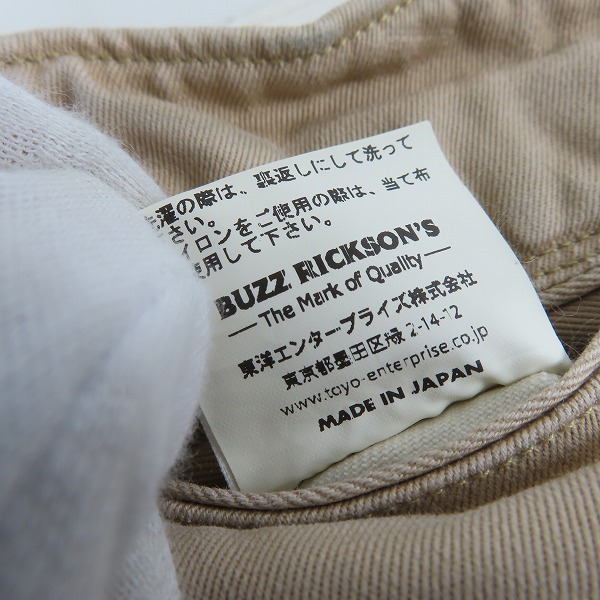 洗濯の際は、裏返しにして洗って
下さい。
アイロンをご使用の際は、当て布
使用して下さい。
BUZZ RICKSON'S
The Mark of Quality
東洋エンタープライズ株式会社
東京都墨田区緑 2-14-12
www.toyo-enterprise.co.jp
MADE IN JAPAN